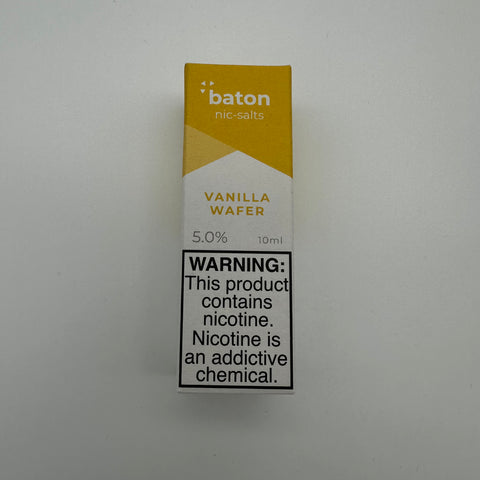 baton
nic-salts
VANILLA
WAFER
5.0% 10ml
WARNING:
This product
contains
nicotine.
Nicotine is
an addictive
chemical.